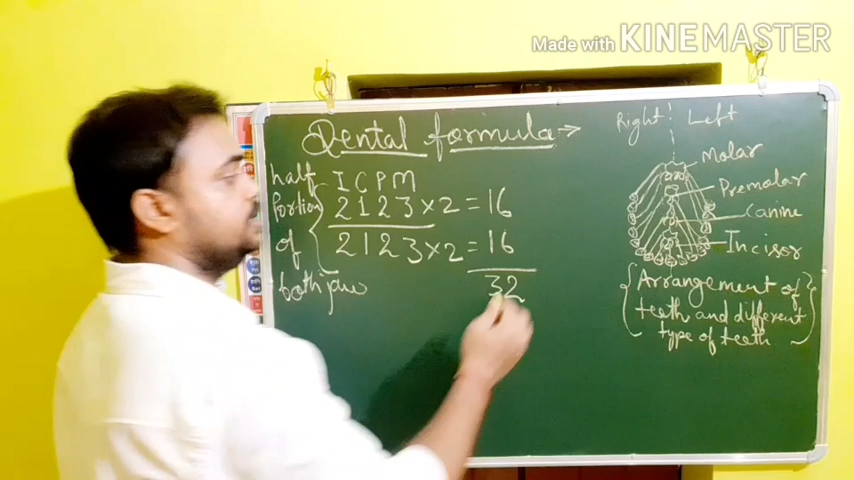 Made with KINEMASTER
Dental formula →
half
Portion
of
both jaw
I C P M
2 1 2 3 × 2 = 16
2 1 2 3 × 2 = 16
32
Right Left
Molar
Premolar
Canine
Incisor
{Arrangement of
teeth and different
type of teeth}